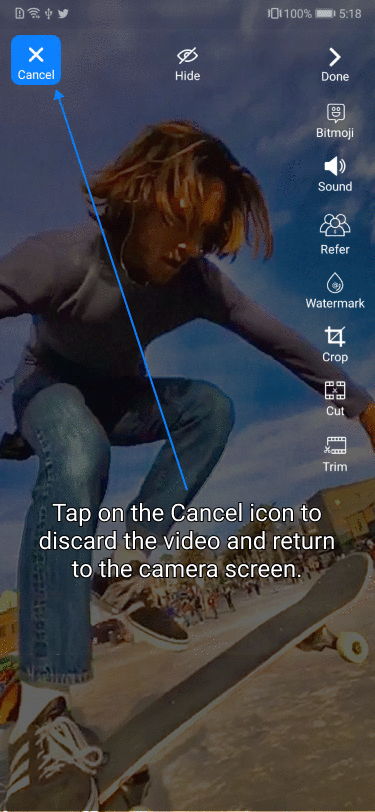 100% 5:18
Cancel
Hide
Done
Bitmoji
Sound
Refer
Watermark
Crop
Cut
Trim
Tap on the Cancel icon to
discard the video and return
to the camera screen.